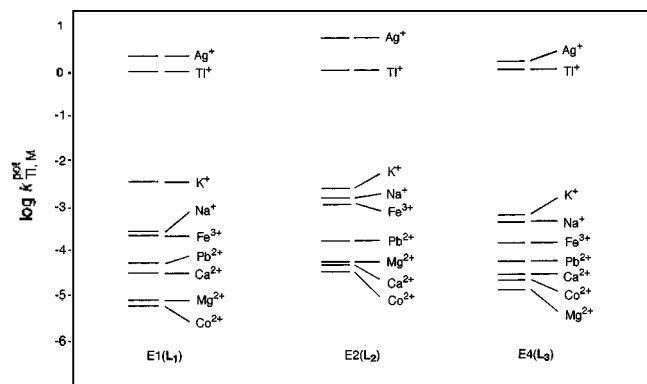 log k^pot_Tl, M
1
0
-1
-2
-3
-4
-5
-6
Ag⁺
Tl⁺
K⁺
Na⁺
Fe³⁺
Pb²⁺
Ca²⁺
Mg²⁺
Co²⁺
E1(L₁)
Ag⁺
Tl⁺
K⁺
Na⁺
Fe³⁺
Pb²⁺
Mg²⁺
Ca²⁺
Co²⁺
E2(L₂)
Ag⁺
Tl⁺
K⁺
Na⁺
Fe³⁺
Pb²⁺
Ca²⁺
Co²⁺
Mg²⁺
E4(L₃)